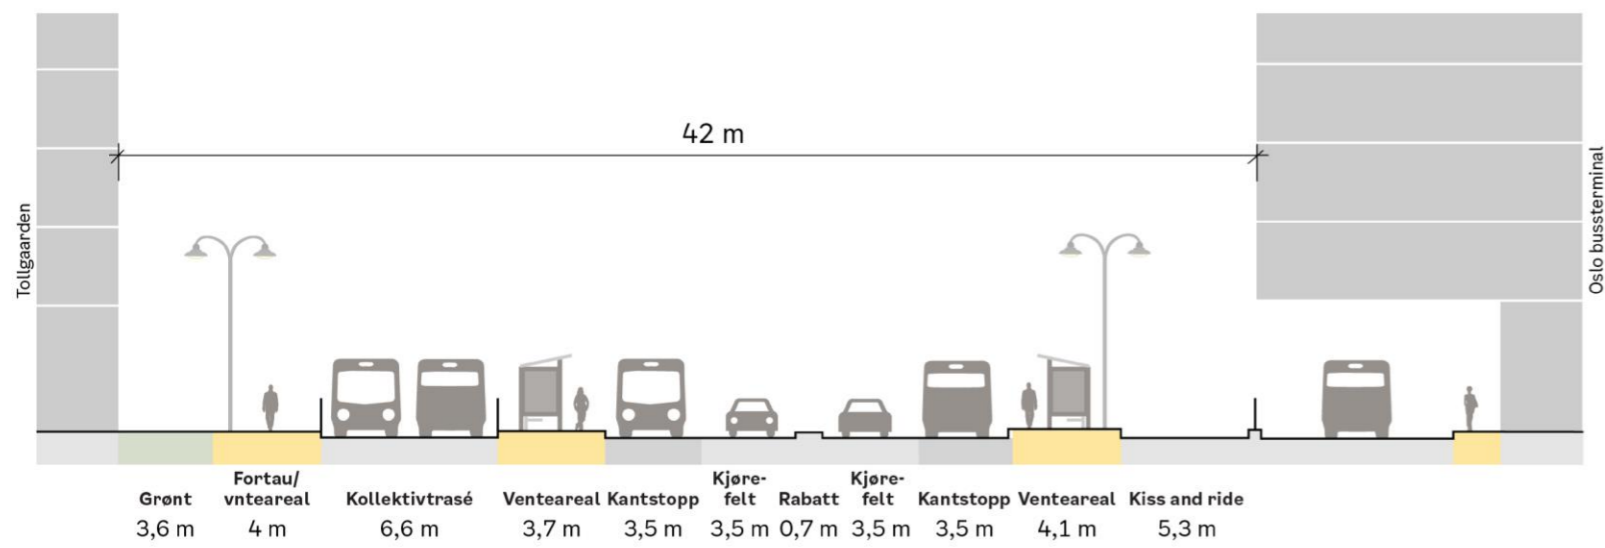 42 m
Tollgaarden
Oslo bussterminal
Grønt
3,6 m
Fortau/
vnteareal
4 m
Kollektivtrasé
6,6 m
Venteareal
3,7 m
Kantstopp
3,5 m
Kjøre-
felt
3,5 m
Rabatt
0,7 m
Kjøre-
felt
3,5 m
Kantstopp
3,5 m
Venteareal
4,1 m
Kiss and ride
5,3 m